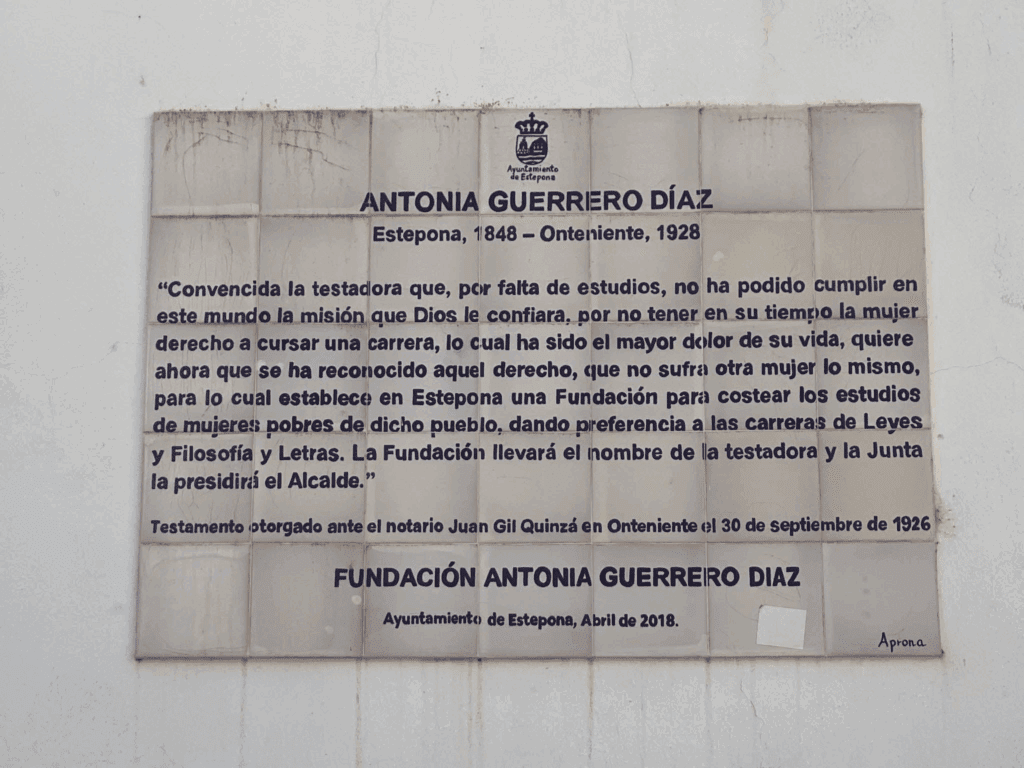 Ayuntamiento
de Estepona
ANTONIA GUERRERO DÍAZ
Estepona, 1848 – Onteniente, 1928
“Convencida la testadora que, por falta de estudios, no ha podido cumplir en
este mundo la misión que Dios le confiara, por no tener en su tiempo la mujer
derecho a cursar una carrera, lo cual ha sido el mayor dolor de su vida, quiere
ahora que se ha reconocido aquel derecho, que no sufra otra mujer lo mismo,
para lo cual establece en Estepona una Fundación para costear los estudios
de mujeres pobres de dicho pueblo, dando preferencia a las carreras de Leyes
y Filosofía y Letras. La Fundación llevará el nombre de la testadora y la Junta
la presidirá el Alcalde.”
Testamento otorgado ante el notario Juan Gil Quinzá en Onteniente el 30 de septiembre de 1926
FUNDACIÓN ANTONIA GUERRERO DIAZ
Ayuntamiento de Estepona, Abril de 2018.
Aprona